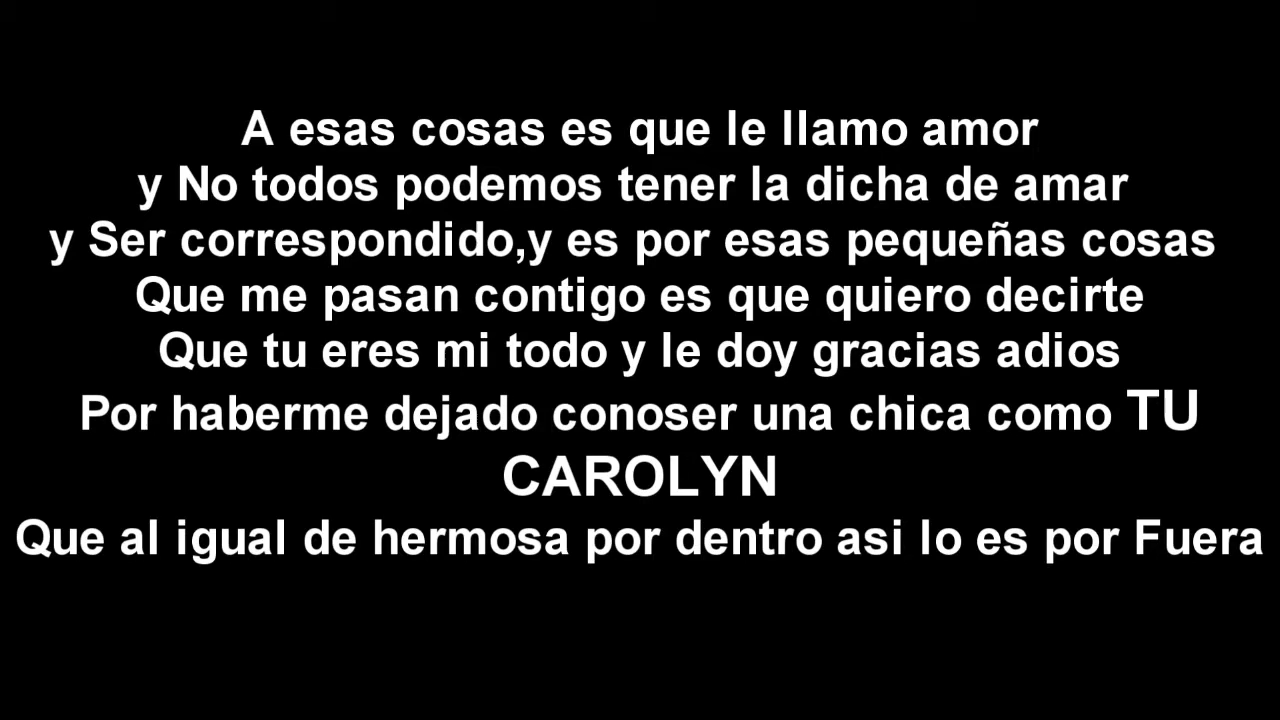 A esas cosas es que le llamo amor
y No todos podemos tener la dicha de amar
y Ser correspondido,y es por esas pequeñas cosas
Que me pasan contigo es que quiero decirte
Que tu eres mi todo y le doy gracias adios
Por haberme dejado conoser una chica como TU
CAROLYN
Que al igual de hermosa por dentro asi lo es por Fuera